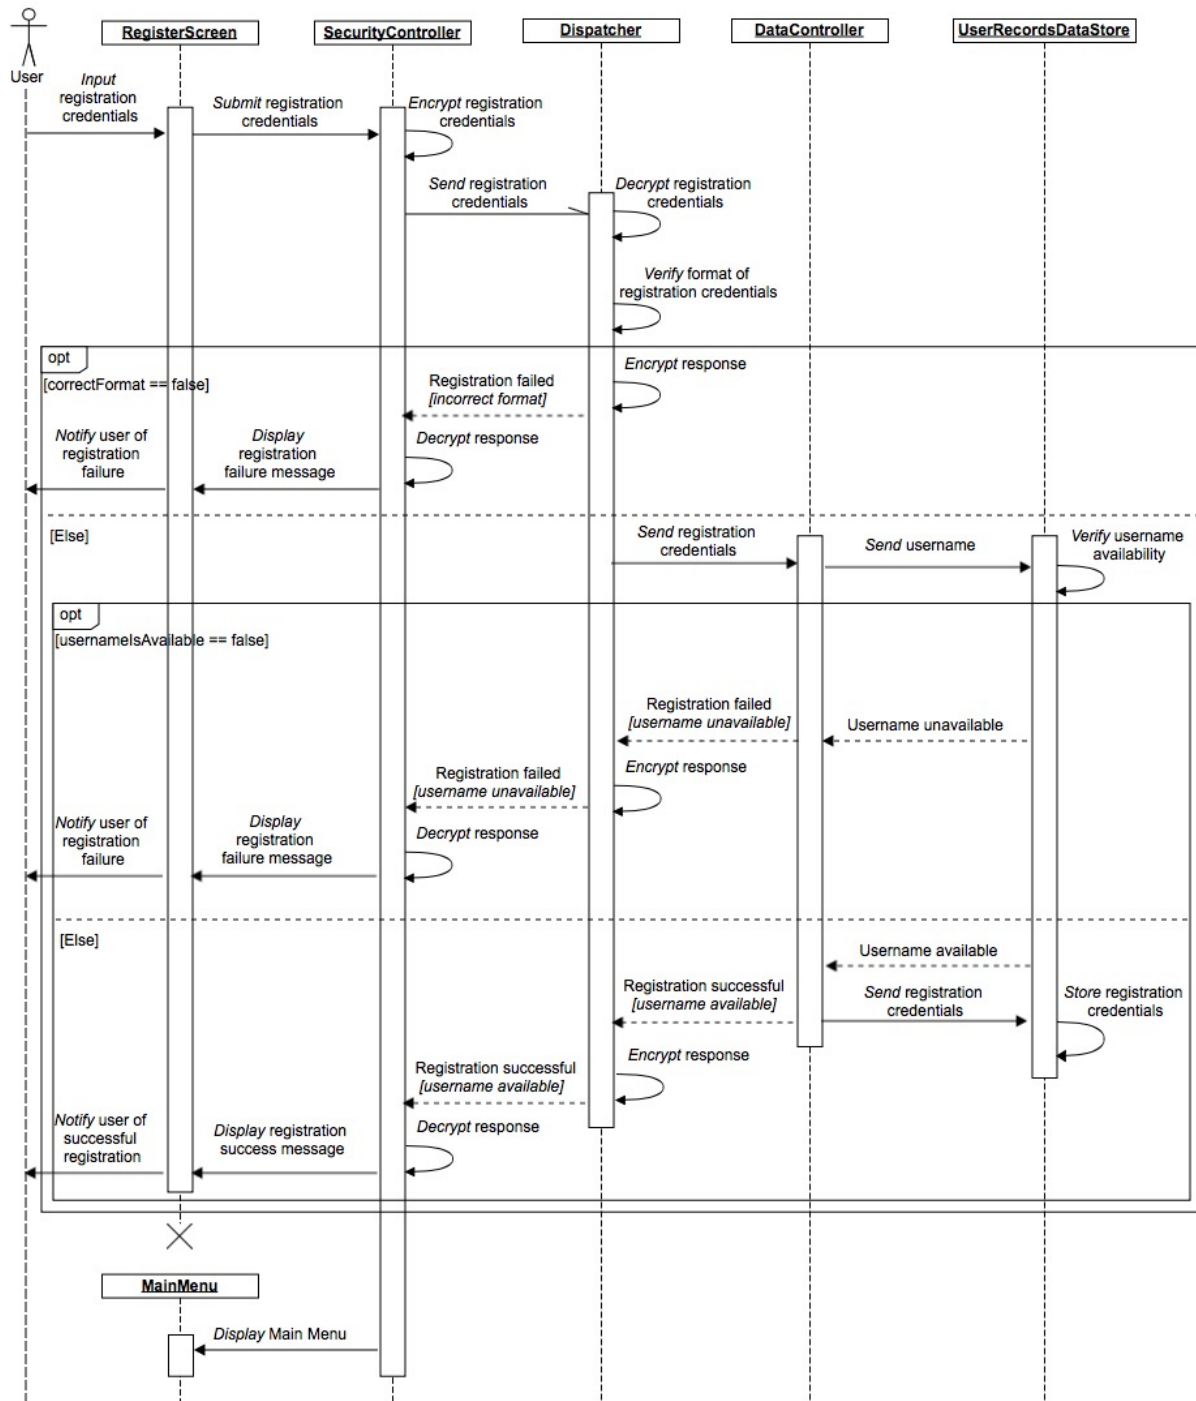 RegisterScreen
SecurityController
Dispatcher
DataController
UserRecordsDataStore
User
Input
registration
credentials
Submit registration
credentials
Encrypt registration
credentials
Send registration
credentials
Decrypt registration
credentials
Verify format of
registration credentials
opt
[correctFormat == false]
Encrypt response
Registration failed
[incorrect format]
Decrypt response
Display
registration
failure message
Notify user of
registration
failure
[Else]
Send registration
credentials
Send username
Verify username
availability
opt
[usernameIsAvailable == false]
Username unavailable
Registration failed
[username unavailable]
Encrypt response
Registration failed
[username unavailable]
Decrypt response
Display
registration
failure message
Notify user of
registration
failure
[Else]
Username available
Registration successful
[username available]
Send registration
credentials
Store registration
credentials
Encrypt response
Registration successful
[username available]
Decrypt response
Display registration
success message
Notify user of
successful
registration
MainMenu
Display Main Menu